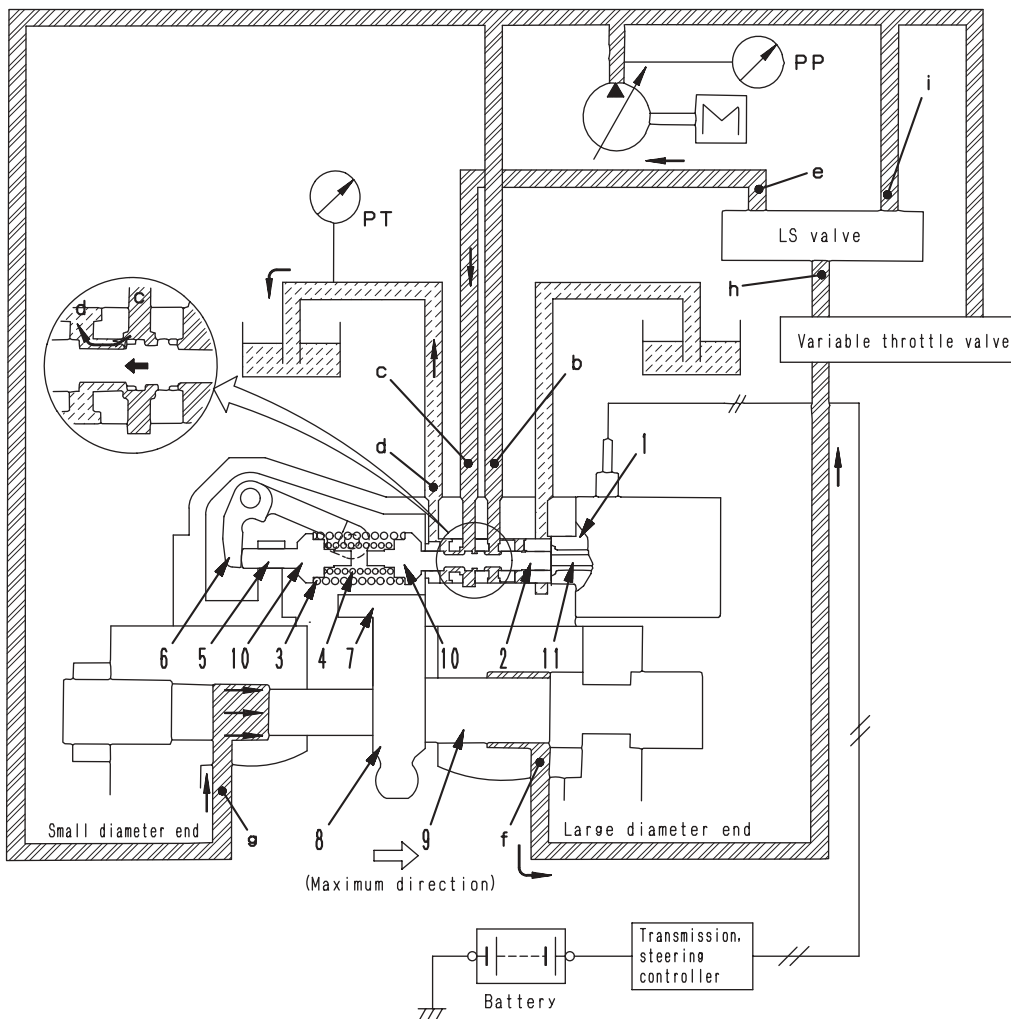 PP
i
e
PT
LS valve
h
c
d
Variable throttle valve
c
b
d
1
6
5
10
3
4
7
10
2
11
Small diameter end
g
8
9
f
Large diameter end
(Maximum direction)
Transmission,
steering
controller
Battery